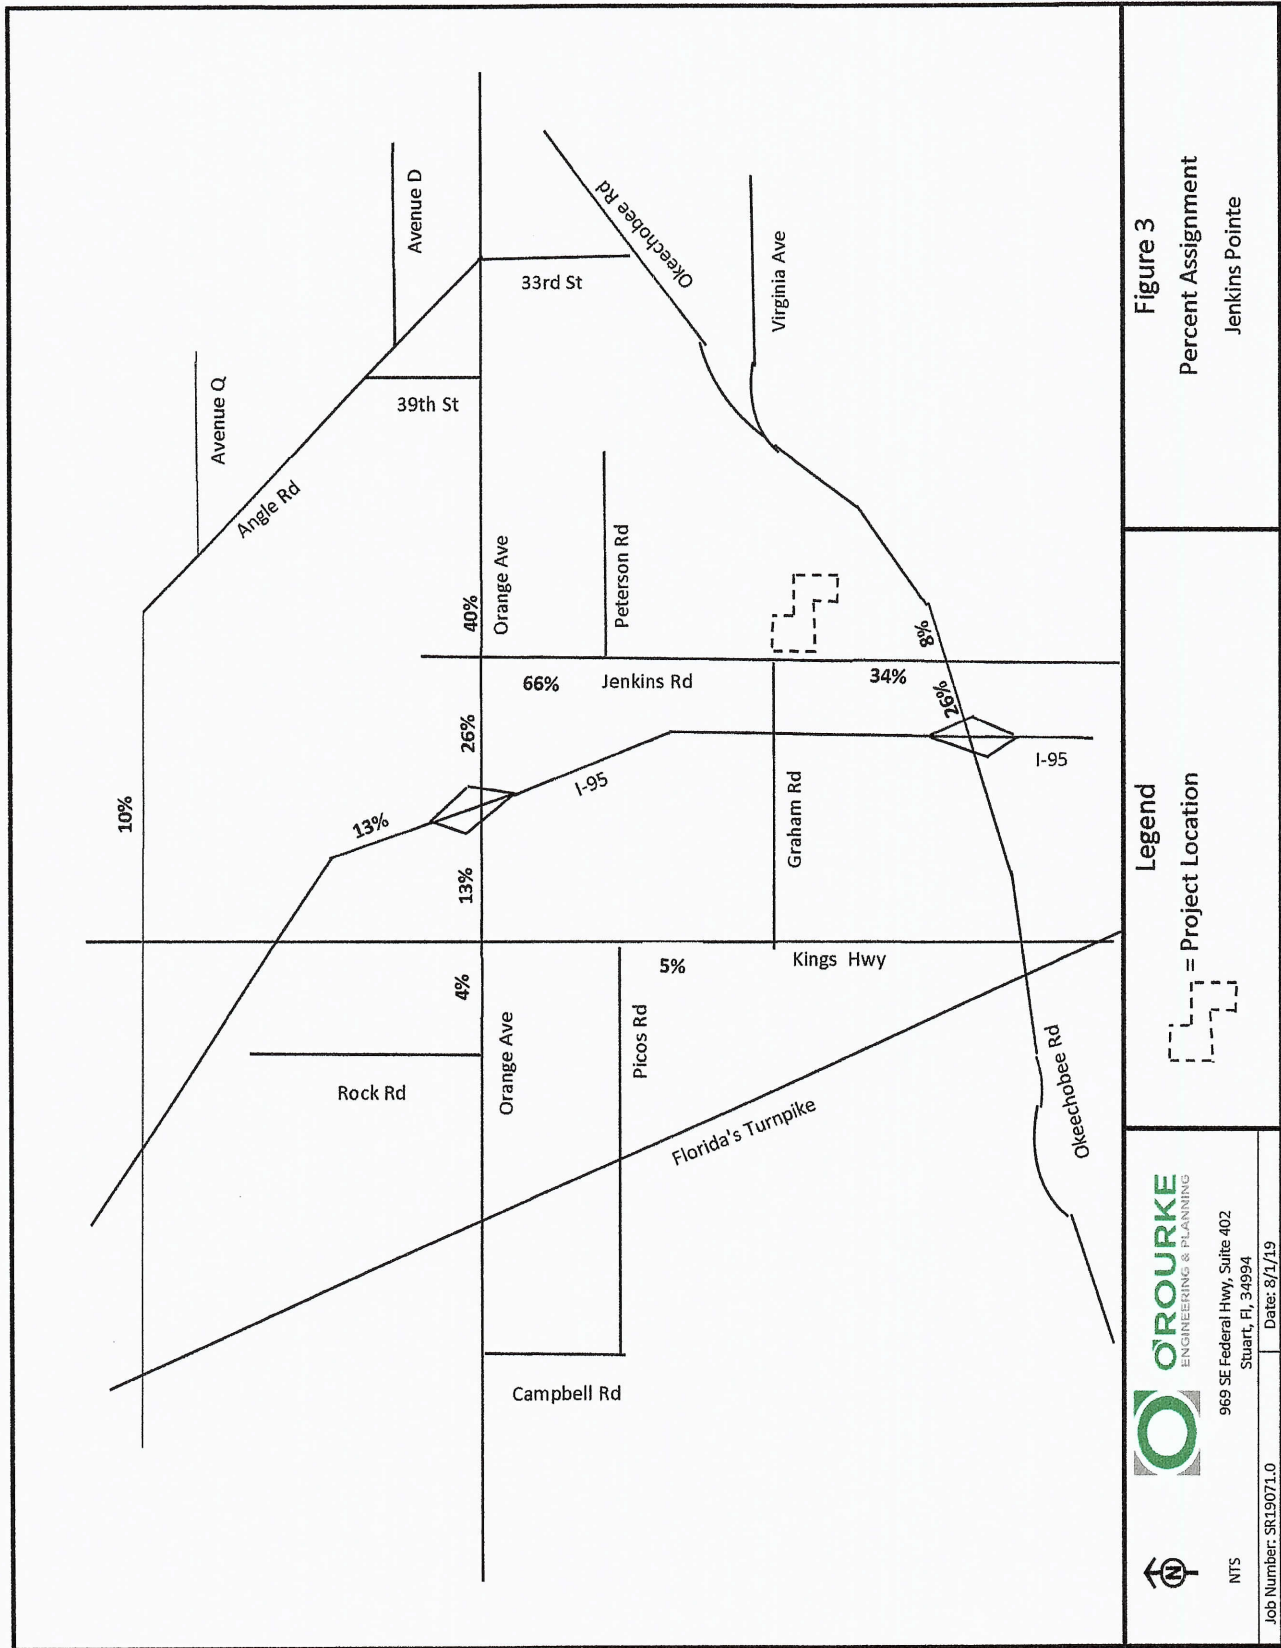 Avenue Q
Avenue D
Angle Rd
39th St
33rd St
Okeechobee Rd
Virginia Ave
10%
13%
26%
40%
Orange Ave
66%
Jenkins Rd
Peterson Rd
34%
8%
26%
I-95
I-95
13%
4%
Graham Rd
5%
Kings Hwy
Rock Rd
Orange Ave
Picos Rd
Florida's Turnpike
Okeechobee Rd
Campbell Rd
N
NTS
O'ROURKE
ENGINEERING & PLANNING
969 SE Federal Hwy, Suite 402
Stuart, Fl, 34994
Job Number: SR19071.0
Date: 8/1/19
Legend
= Project Location
Figure 3
Percent Assignment
Jenkins Pointe